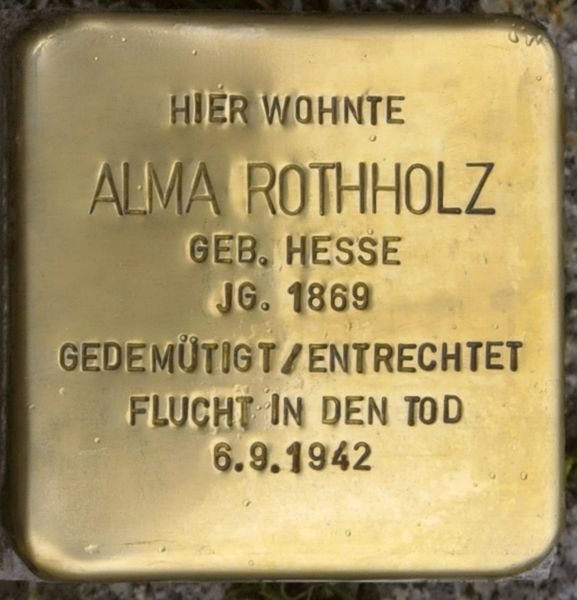 HIER WOHNTE
ALMA ROTHHOLZ
GEB. HESSE
JG. 1869
GEDEMÜTIGT/ENTRECHTET
FLUCHT IN DEN TOD
6.9.1942